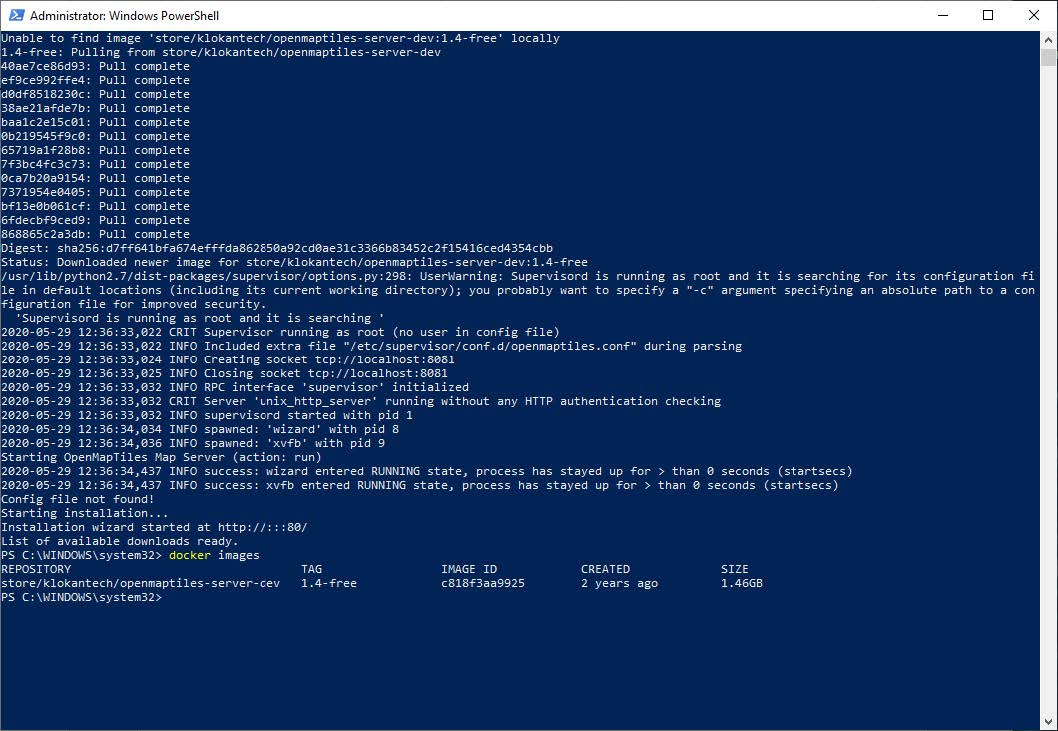 Administrator: Windows PowerShell
Unable to find image 'store/klokantech/openmaptiles-server-dev:1.4-free' locally
1.4-free: Pulling from store/klokantech/openmaptiles-server-dev
40ae7ce86d93: Pull complete
ef9ce992ffe4: Pull complete
d0df8518230c: Pull complete
38ae21afde7b: Pull complete
baa1c2e15c01: Pull complete
0b219545f9c0: Pull complete
65719a1f28b8: Pull complete
7f3bc4fc3c73: Pull complete
0ca7b20a9154: Pull complete
7371954e0405: Pull complete
bf13e0b061cf: Pull complete
6fdecbf9ced9: Pull complete
868865c2a3db: Pull complete
Digest: sha256:d7ff641bfa674efffda862850a92cd0ae31c3366b83452c2f15416ced4354cbb
Status: Downloaded newer image for store/klokantech/openmaptiles-server-dev:1.4-free
/usr/lib/python2.7/dist-packages/supervisor/options.py:298: UserWarning: Supervisord is running as root and it is searching for its configuration fi
le in default locations (including its current working directory); you probably want to specify a "-c" argument specifying an absolute path to a con
figuration file for improved security.
  'Supervisord is running as root and it is searching '
2020-05-29 12:36:33,022 CRIT Supervisor running as root (no user in config file)
2020-05-29 12:36:33,022 INFO Included extra file "/etc/supervisor/conf.d/openmaptiles.conf" during parsing
2020-05-29 12:36:33,024 INFO Creating socket tcp://localhost:8081
2020-05-29 12:36:33,025 INFO Closing socket tcp://localhost:8081
2020-05-29 12:36:33,032 INFO RPC interface 'supervisor' initialized
2020-05-29 12:36:33,032 CRIT Server 'unix_http_server' running without any HTTP authentication checking
2020-05-29 12:36:33,032 INFO supervisord started with pid 1
2020-05-29 12:36:34,034 INFO spawned: 'wizard' with pid 8
2020-05-29 12:36:34,036 INFO spawned: 'xvfb' with pid 9
Starting OpenMapTiles Map Server (action: run)
2020-05-29 12:36:34,437 INFO success: wizard entered RUNNING state, process has stayed up for > than 0 seconds (startsecs)
2020-05-29 12:36:34,437 INFO success: xvfb entered RUNNING state, process has stayed up for > than 0 seconds (startsecs)
Config file not found!
Starting installation...
Installation wizard started at http://:::80/
List of available downloads ready.
PS C:\WINDOWS\system32> docker images
REPOSITORY TAG IMAGE ID CREATED SIZE
store/klokantech/openmaptiles-server-dev 1.4-free c818f3aa9925 2 years ago 1.46GB
PS C:\WINDOWS\system32>